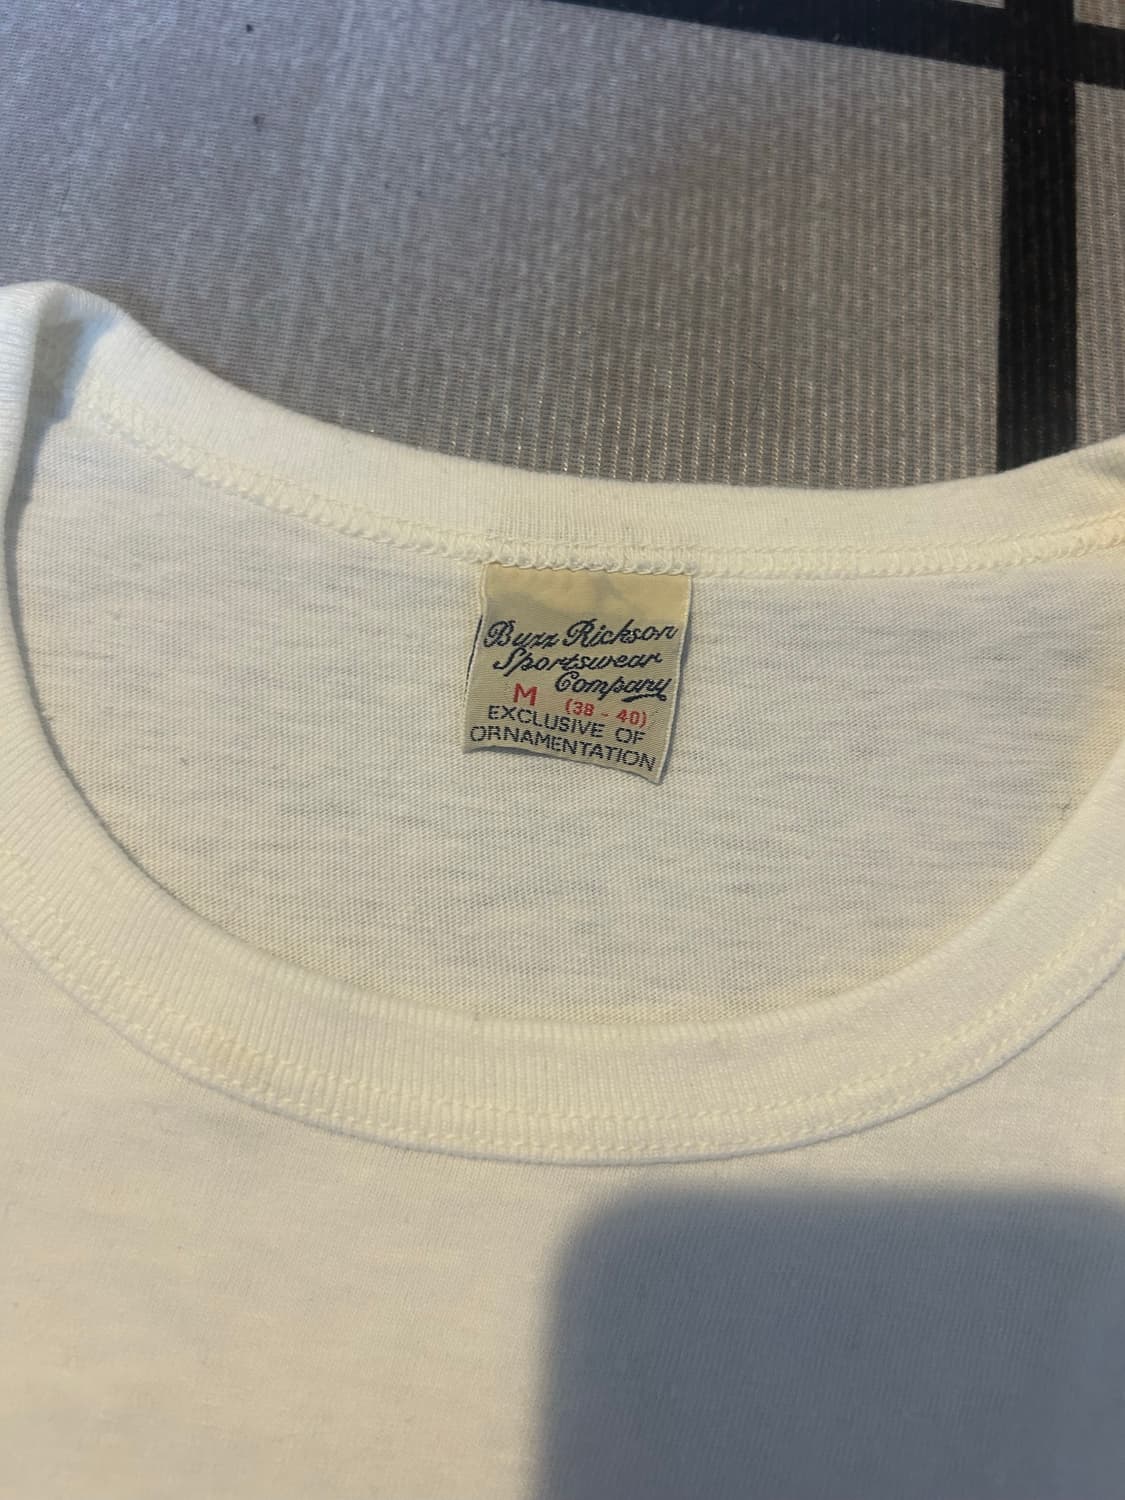 Buzz Rickson
Sportswear
Company
M (38 - 40)
EXCLUSIVE OF
ORNAMENTATION